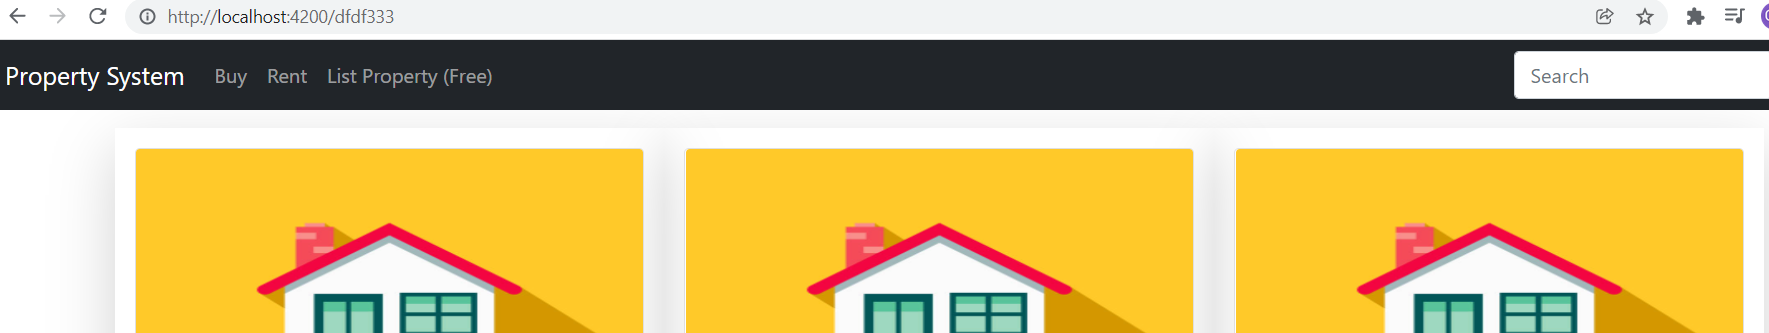 http://localhost:4200/dfdf333
Property System Buy Rent List Property (Free) Search